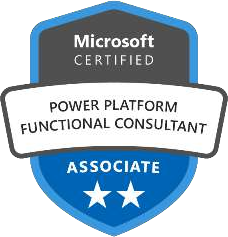 Microsoft
CERTIFIED
POWER PLATFORM
FUNCTIONAL CONSULTANT
ASSOCIATE